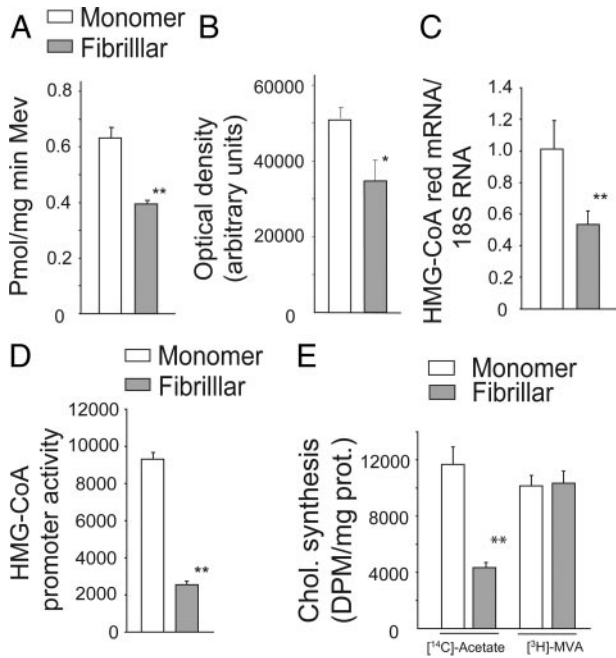 A
Monomer
Fibrilllar
Pmol/mg min Mev
0.8
0.6
0.4
0.2
0
**
B
Optical density
(arbitrary units)
60000
40000
20000
0
*
C
HMG-CoA red mRNA/
18S RNA
1.4
1.2
1.0
0.8
0.6
0.4
0.2
0
**
D
Monomer
Fibrilllar
HMG-CoA
promoter activity
12000
10000
8000
6000
4000
2000
0
**
E
Monomer
Fibrillar
Chol. synthesis
(DPM/mg prot.)
12000
8000
4000
0
**
[¹⁴C]-Acetate
[³H]-MVA